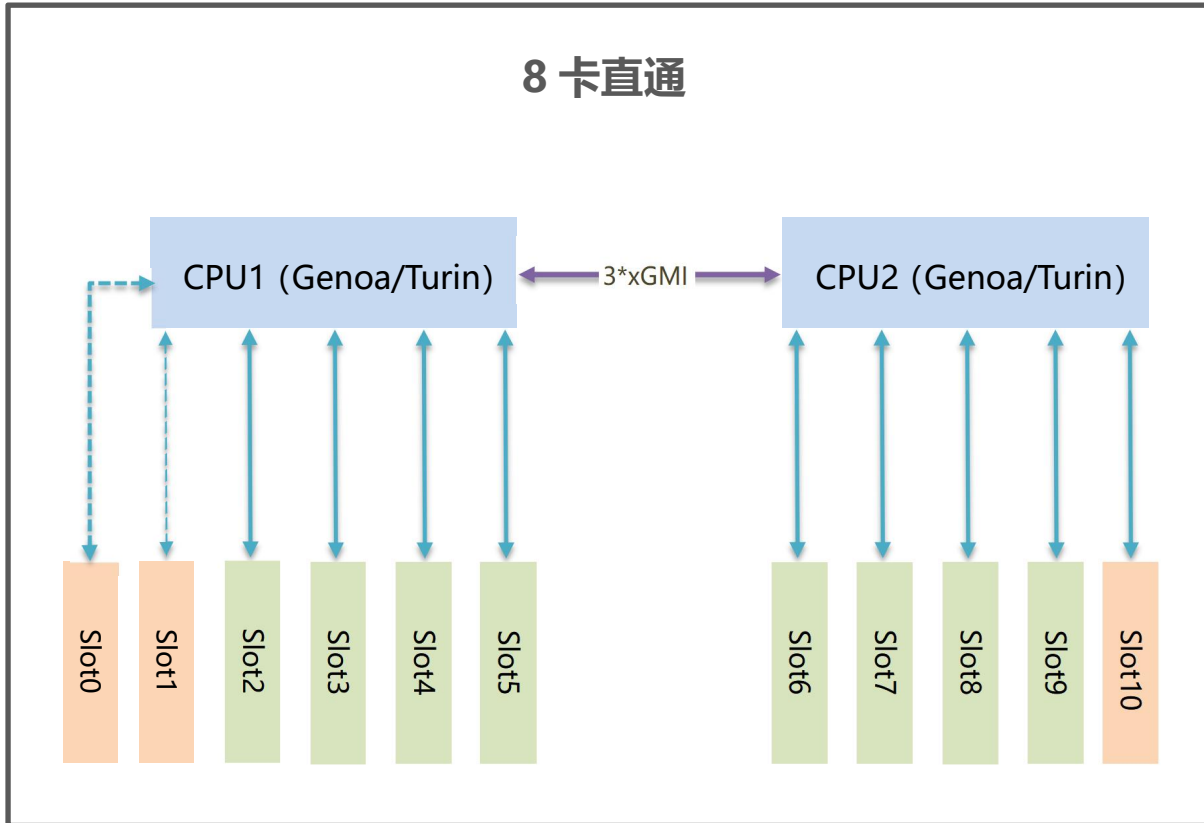 8 卡直通
CPU1 (Genoa/Turin)
3*xGMI
CPU2 (Genoa/Turin)
Slot0
Slot1
Slot2
Slot3
Slot4
Slot5
Slot6
Slot7
Slot8
Slot9
Slot10